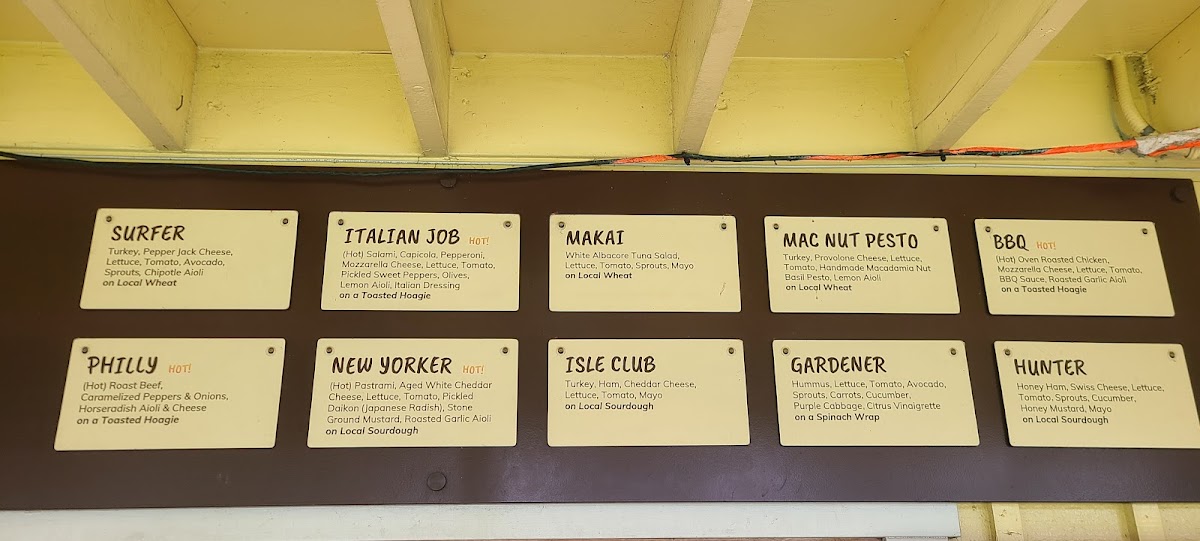 SURFER
Turkey, Pepper Jack Cheese,
Lettuce, Tomato, Avocado,
Sprouts, Chipotle Aioli
on Local Wheat
ITALIAN JOB HOT!
(Hot) Salami, Capicola, Pepperoni,
Mozzarella Cheese, Lettuce, Tomato,
Pickled Sweet Peppers, Olives,
Lemon Aioli, Italian Dressing
on a Toasted Hoagie
MAKAI
White Albacore Tuna Salad,
Lettuce, Tomato, Sprouts, Mayo
on Local Wheat
MAC NUT PESTO
Turkey, Provolone Cheese, Lettuce,
Tomato, Handmade Macadamia Nut
Basil Pesto, Lemon Aioli
on Local Wheat
BBQ HOT!
(Hot) Oven Roasted Chicken,
Mozzarella Cheese, Lettuce, Tomato,
BBQ Sauce, Roasted Garlic Aioli
on a Toasted Hoagie
PHILLY HOT!
(Hot) Roast Beef,
Caramelized Peppers & Onions,
Horseradish Aioli & Cheese
on a Toasted Hoagie
NEW YORKER HOT!
(Hot) Pastrami, Aged White Cheddar
Cheese, Lettuce, Tomato, Pickled
Daikon (Japanese Radish), Stone
Ground Mustard, Roasted Garlic Aioli
on Local Sourdough
ISLE CLUB
Turkey, Ham, Cheddar Cheese,
Lettuce, Tomato, Mayo
on Local Sourdough
GARDENER
Hummus, Lettuce, Tomato, Avocado,
Sprouts, Carrots, Cucumber,
Purple Cabbage, Citrus Vinaigrette
on a Spinach Wrap
HUNTER
Honey Ham, Swiss Cheese, Lettuce,
Tomato, Sprouts, Cucumber,
Honey Mustard, Mayo
on Local Sourdough